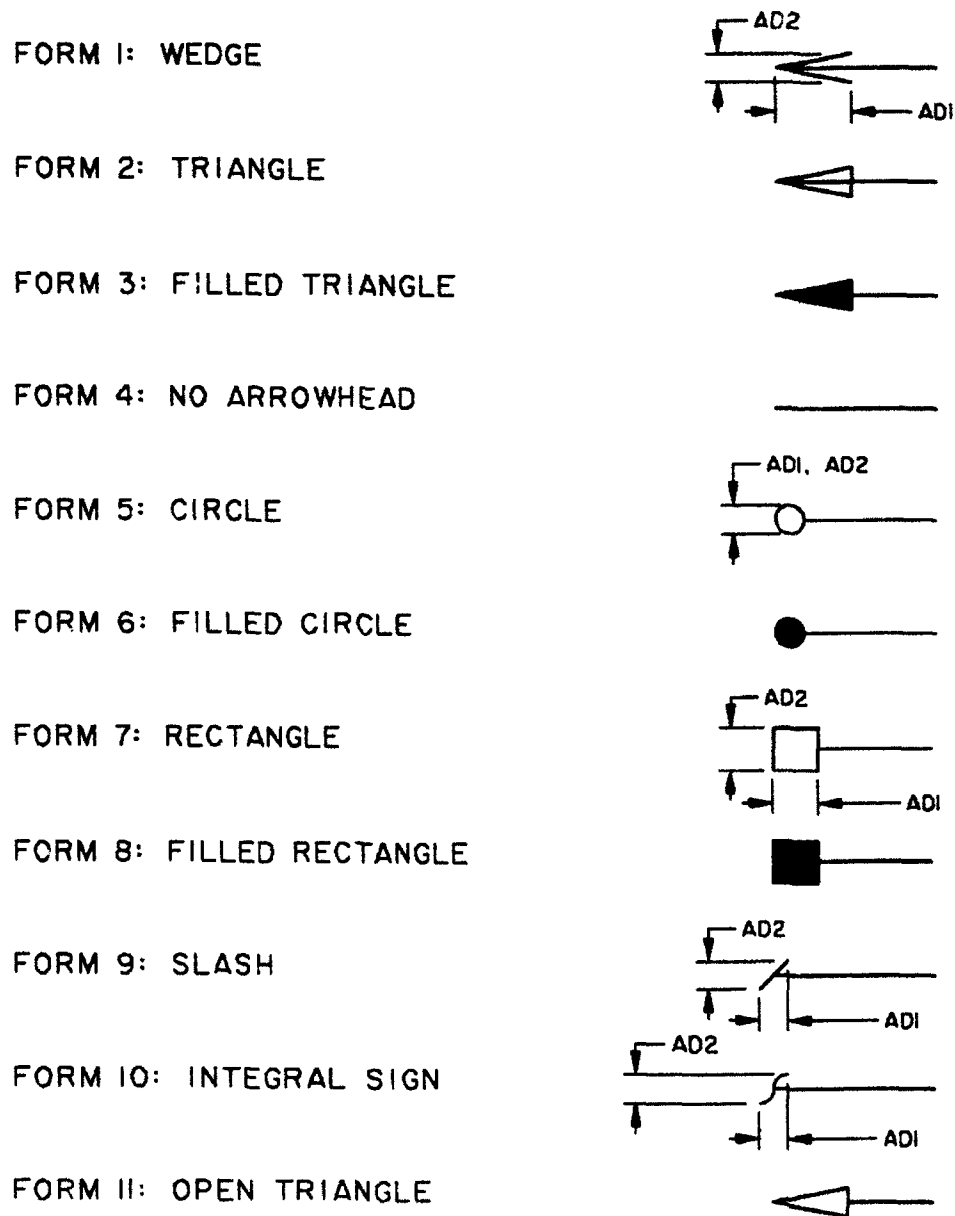 AD2
FORM 1: WEDGE
AD1
FORM 2: TRIANGLE
FORM 3: FILLED TRIANGLE
FORM 4: NO ARROWHEAD
AD1, AD2
FORM 5: CIRCLE
FORM 6: FILLED CIRCLE
AD2
FORM 7: RECTANGLE
AD1
FORM 8: FILLED RECTANGLE
AD2
FORM 9: SLASH
AD1
AD2
FORM 10: INTEGRAL SIGN
AD1
FORM 11: OPEN TRIANGLE